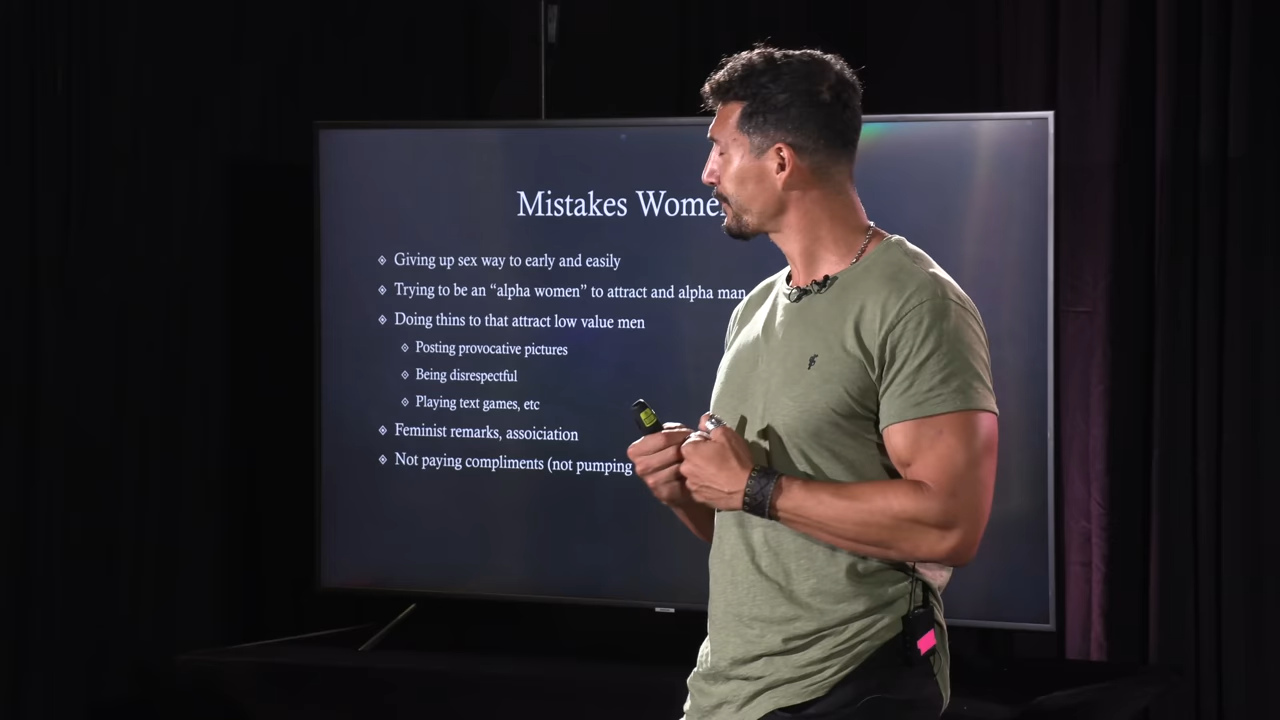 Mistakes Women
Giving up sex way to early and easily
Trying to be an “alpha women” to attract and alpha man
Doing thins to that attract low value men
Posting provocative pictures
Being disrespectful
Playing text games, etc
Feminist remarks, assoiciation
Not paying compliments (not pumping